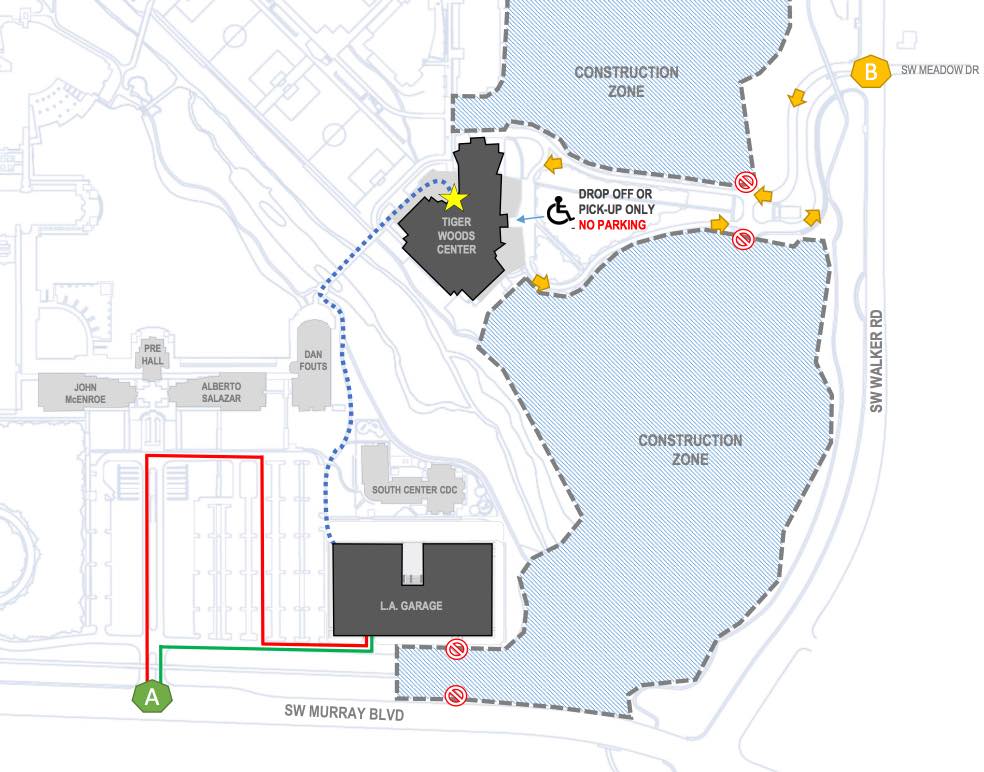 CONSTRUCTION
ZONE
B
SW MEADOW DR
DROP OFF OR
PICK-UP ONLY
NO PARKING
TIGER
WOODS
CENTER
SW WALKER RD
PRE
HALL
DAN
FOUTS
JOHN
McENROE
ALBERTO
SALAZAR
CONSTRUCTION
ZONE
SOUTH CENTER CDC
L.A. GARAGE
A
SW MURRAY BLVD